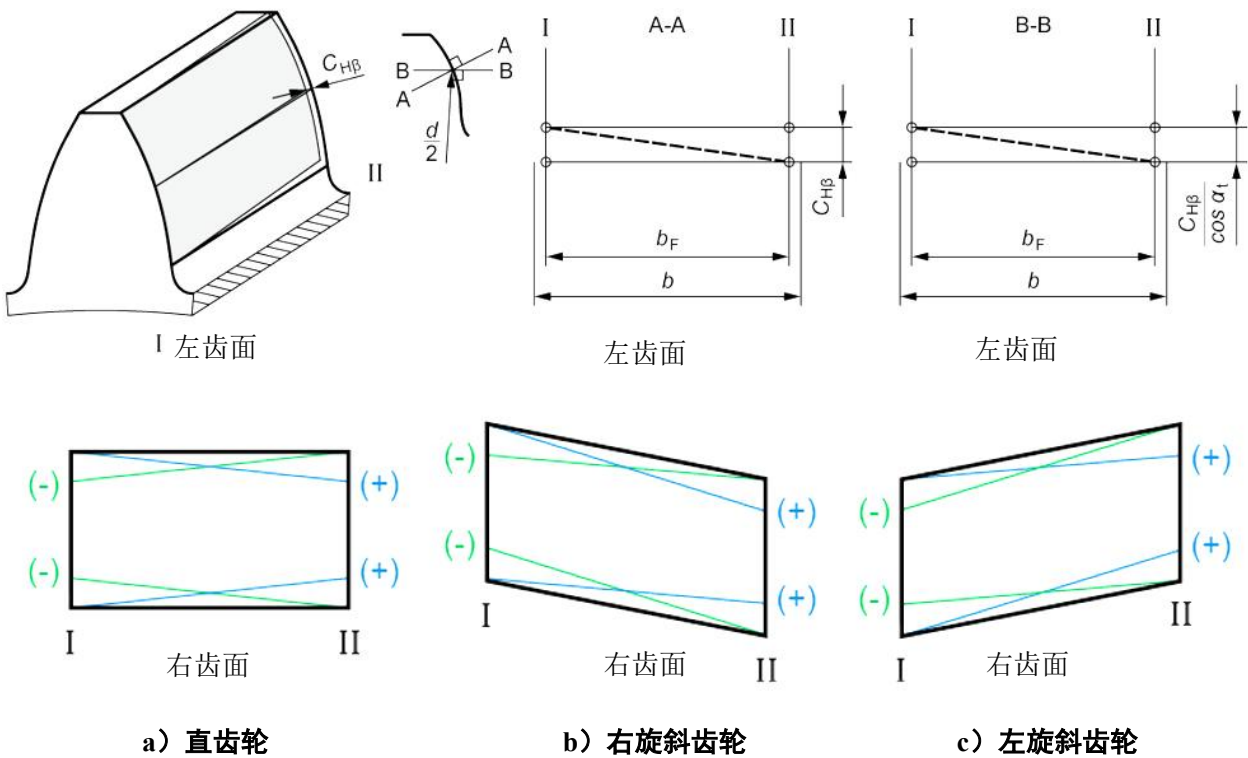 C_Hβ
I 左齿面
II
A
B B
A
d/2
I A-A II
C_Hβ
b_F
b
左齿面
I B-B II
C_Hβ/cos α_t
b_F
b
左齿面
(-) (+)
(-) (+)
I II
右齿面
(-)
(+)
(-)
(+)
I
II
右齿面
(+)
(-)
(+)
(-)
II
I
右齿面
a）直齿轮
b）右旋斜齿轮
c）左旋斜齿轮